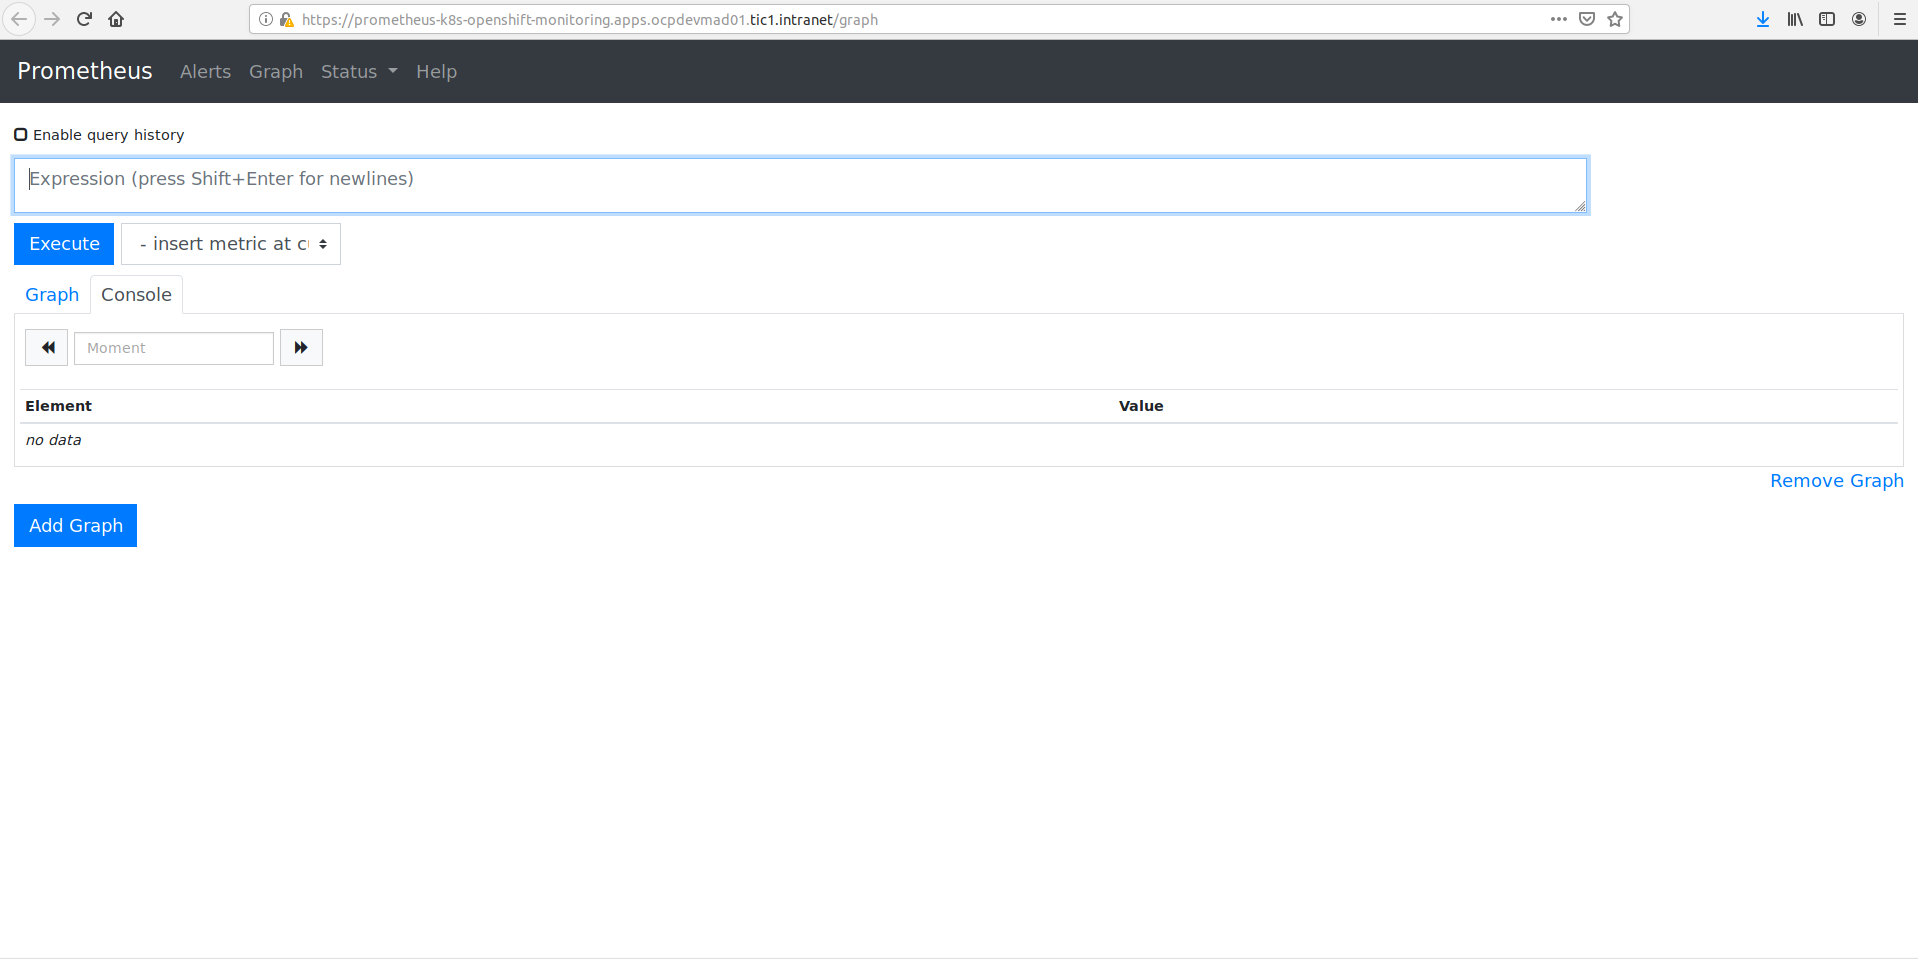 https://prometheus-k8s-openshift-monitoring.apps.ocpdevmad01.tic1.intranet/graph
Prometheus Alerts Graph Status Help
Enable query history
Expression (press Shift+Enter for newlines)
Execute - insert metric at c
Graph Console
Moment
Element Value
no data
Remove Graph
Add Graph